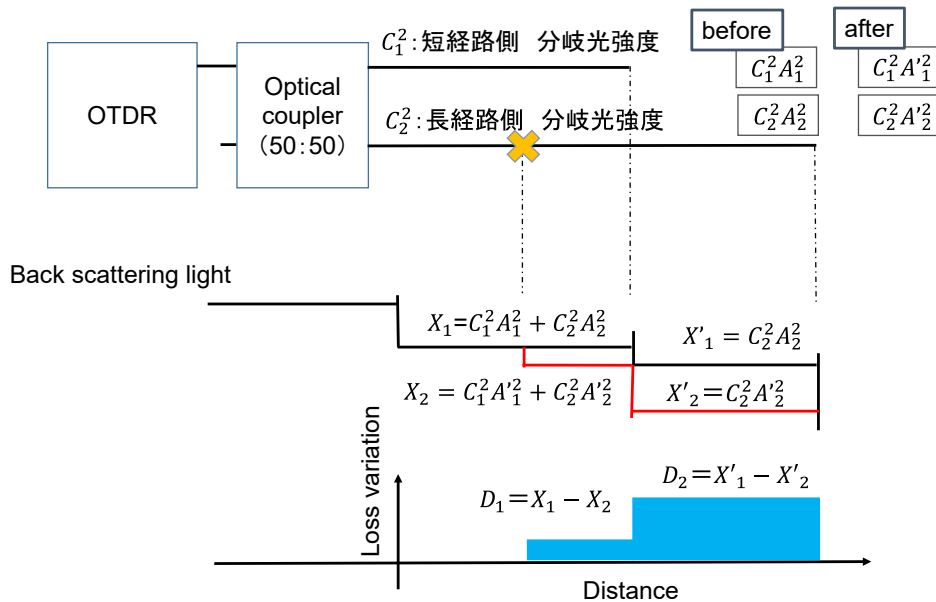 OTDR
Optical
coupler
(50:50)
C₁²:短経路側 分岐光強度
C₂²:長経路側 分岐光強度
before
C₁²A₁²
C₂²A₂²
after
C₁²A'₁²
C₂²A'₂²
Back scattering light
X₁=C₁²A₁² + C₂²A₂²
X'₁ = C₂²A₂²
X₂ = C₁²A'₁² + C₂²A'₂²
X'₂=C₂²A'₂²
Loss variation
D₁=X₁ − X₂
D₂=X'₁ − X'₂
Distance